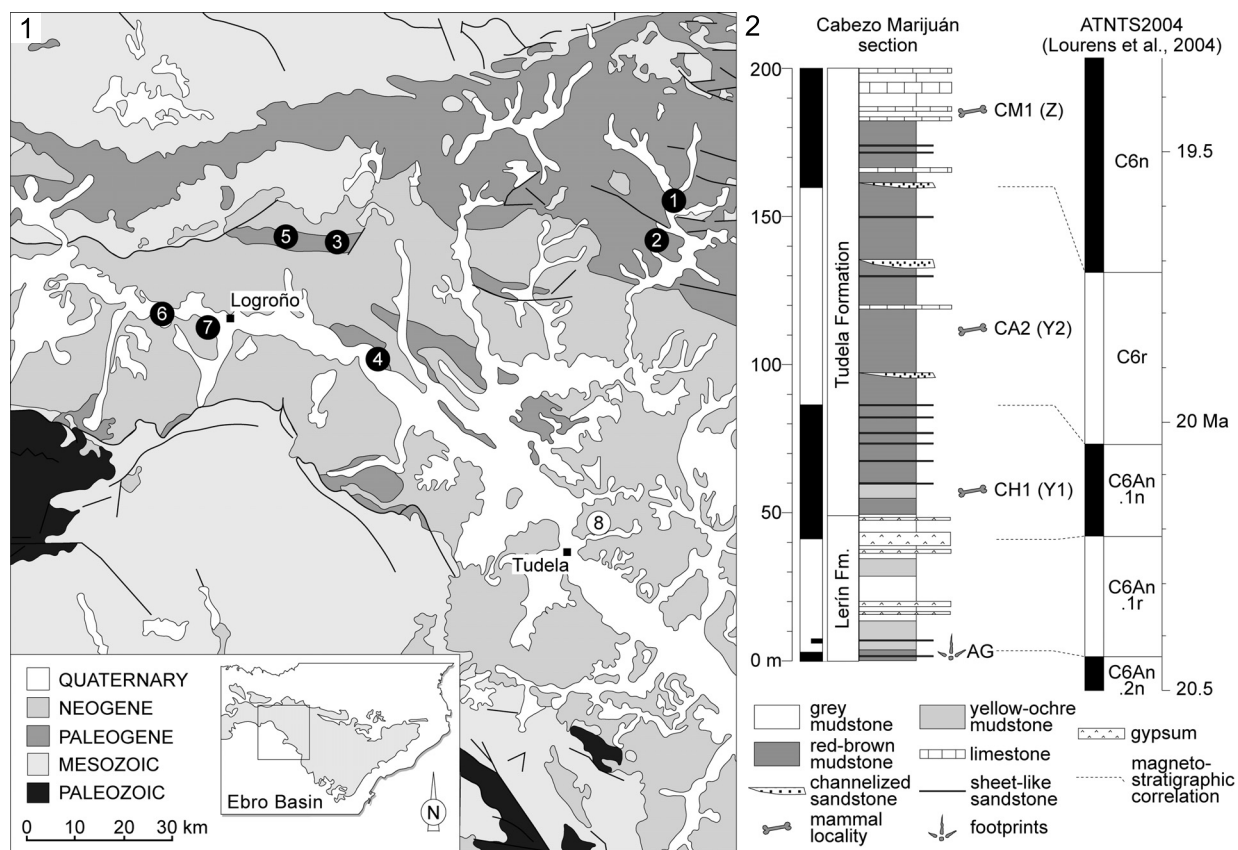 1
1
2
5
3
6
Logroño
7
4
8
Tudela
QUATERNARY
NEOGENE
PALEOGENE
MESOZOIC
PALEOZOIC
0 10 20 30 km
Ebro Basin
N
2
Cabezo Marijuán
section
ATNTS2004
(Lourens et al., 2004)
200
150
100
50
0 m
Tudela Formation
Lerin Fm.
CM1 (Z)
CA2 (Y2)
CH1 (Y1)
AG
C6n
C6r
C6An
.1n
C6An
.1r
C6An
.2n
19.5
20 Ma
20.5
grey
mudstone
red-brown
mudstone
channelized
sandstone
mammal
locality
yellow-ochre
mudstone
limestone
sheet-like
sandstone
footprints
gypsum
magneto-
stratigraphic
correlation